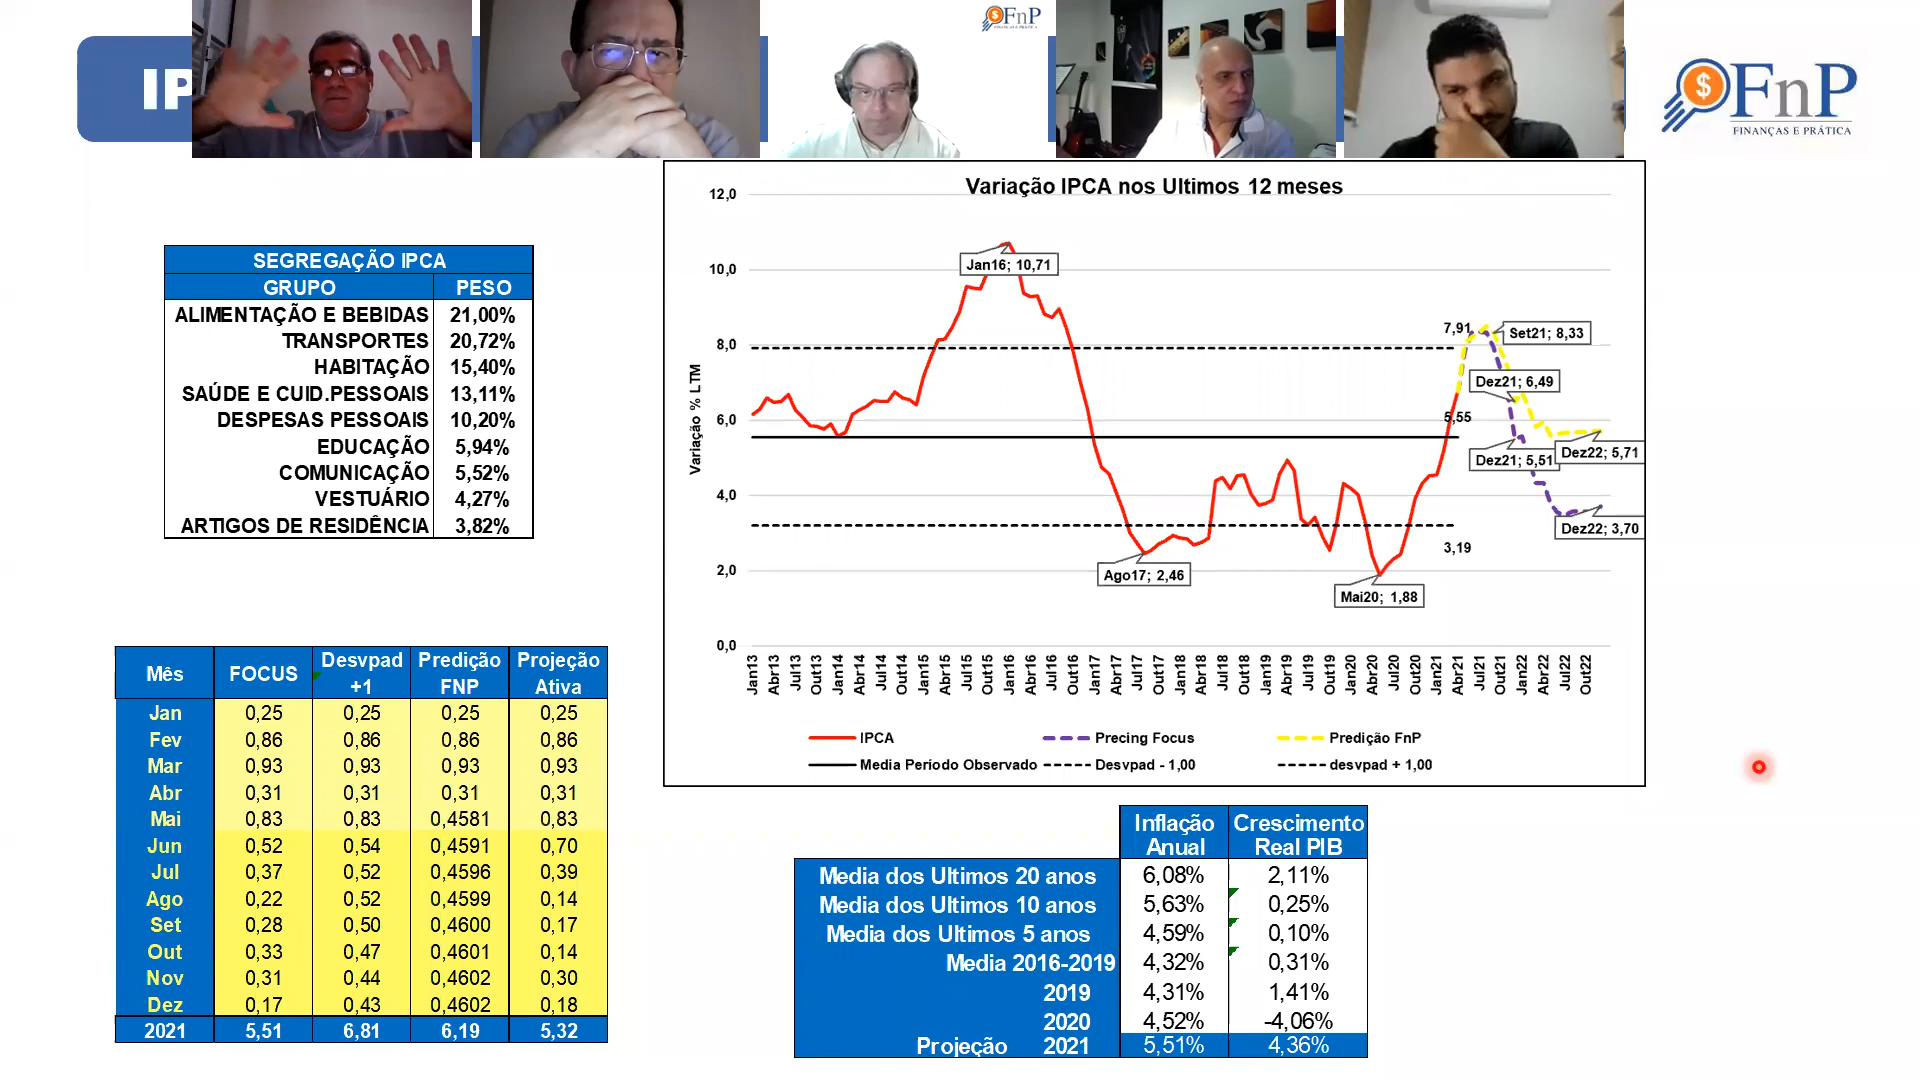 IP
FnP
FINANÇAS E PRÁTICA
FnP
FINANÇAS E PRÁTICA
SEGREGAÇÃO IPCA
GRUPO PESO
ALIMENTAÇÃO E BEBIDAS 21,00%
TRANSPORTES 20,72%
HABITAÇÃO 15,40%
SAÚDE E CUID.PESSOAIS 13,11%
DESPESAS PESSOAIS 10,20%
EDUCAÇÃO 5,94%
COMUNICAÇÃO 5,52%
VESTUÁRIO 4,27%
ARTIGOS DE RESIDÊNCIA 3,82%
Variação IPCA nos Ultimos 12 meses
Variação % LTM
12,0
10,0
8,0
6,0
4,0
2,0
0,0
Jan16; 10,71
7,91
Set21; 8,33
Dez21; 6,49
5,55
Dez21; 5,51
Dez22; 5,71
Dez22; 3,70
3,19
Ago17; 2,46
Mai20; 1,88
Jan13 Abr13 Jul13 Out13 Jan14 Abr14 Jul14 Out14 Jan15 Abr15 Jul15 Out15 Jan16 Abr16 Jul16 Out16 Jan17 Abr17 Jul17 Out17 Jan18 Abr18 Jul18 Out18 Jan19 Abr19 Jul19 Out19 Jan20 Abr20 Jul20 Out20 Jan21 Abr21 Jul21 Out21 Jan22 Abr22 Jul22 Out22
IPCA Precing Focus Predição FnP
Media Período Observado Desvpad - 1,00 desvpad + 1,00
Mês FOCUS Desvpad +1 Predição FNP Projeção Ativa
Jan 0,25 0,25 0,25 0,25
Fev 0,86 0,86 0,86 0,86
Mar 0,93 0,93 0,93 0,93
Abr 0,31 0,31 0,31 0,31
Mai 0,83 0,83 0,4581 0,83
Jun 0,52 0,54 0,4591 0,70
Jul 0,37 0,52 0,4596 0,39
Ago 0,22 0,52 0,4599 0,14
Set 0,28 0,50 0,4600 0,17
Out 0,33 0,47 0,4601 0,14
Nov 0,31 0,44 0,4602 0,30
Dez 0,17 0,43 0,4602 0,18
2021 5,51 6,81 6,19 5,32
Inflação Anual Crescimento Real PIB
Media dos Ultimos 20 anos 6,08% 2,11%
Media dos Ultimos 10 anos 5,63% 0,25%
Media dos Ultimos 5 anos 4,59% 0,10%
Media 2016-2019 4,32% 0,31%
2019 4,31% 1,41%
2020 4,52% -4,06%
Projeção 2021 5,51% 4,36%